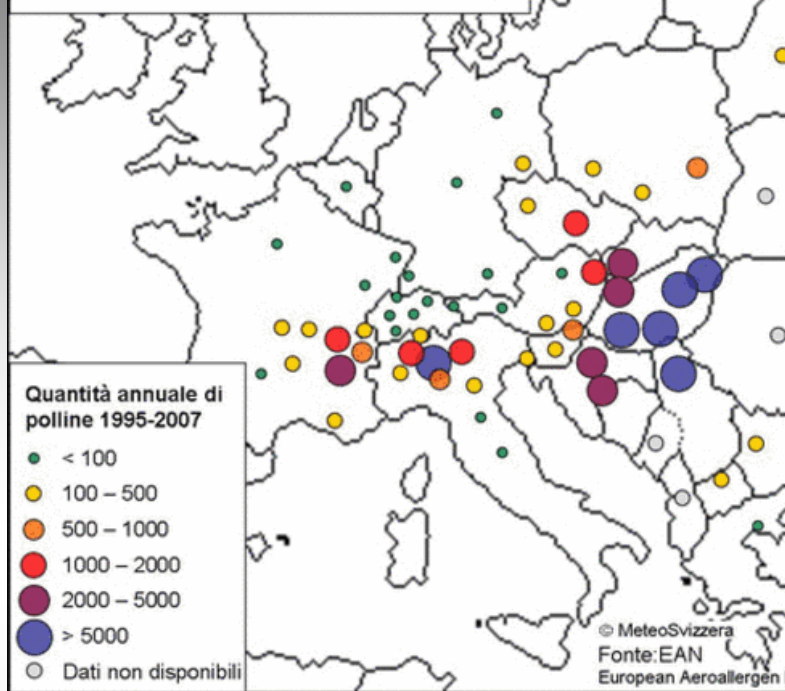 Quantità annuale di
polline 1995-2007
< 100
100 – 500
500 – 1000
1000 – 2000
2000 – 5000
> 5000
Dati non disponibili
© MeteoSvizzera
Fonte:EAN
European Aeroallergen